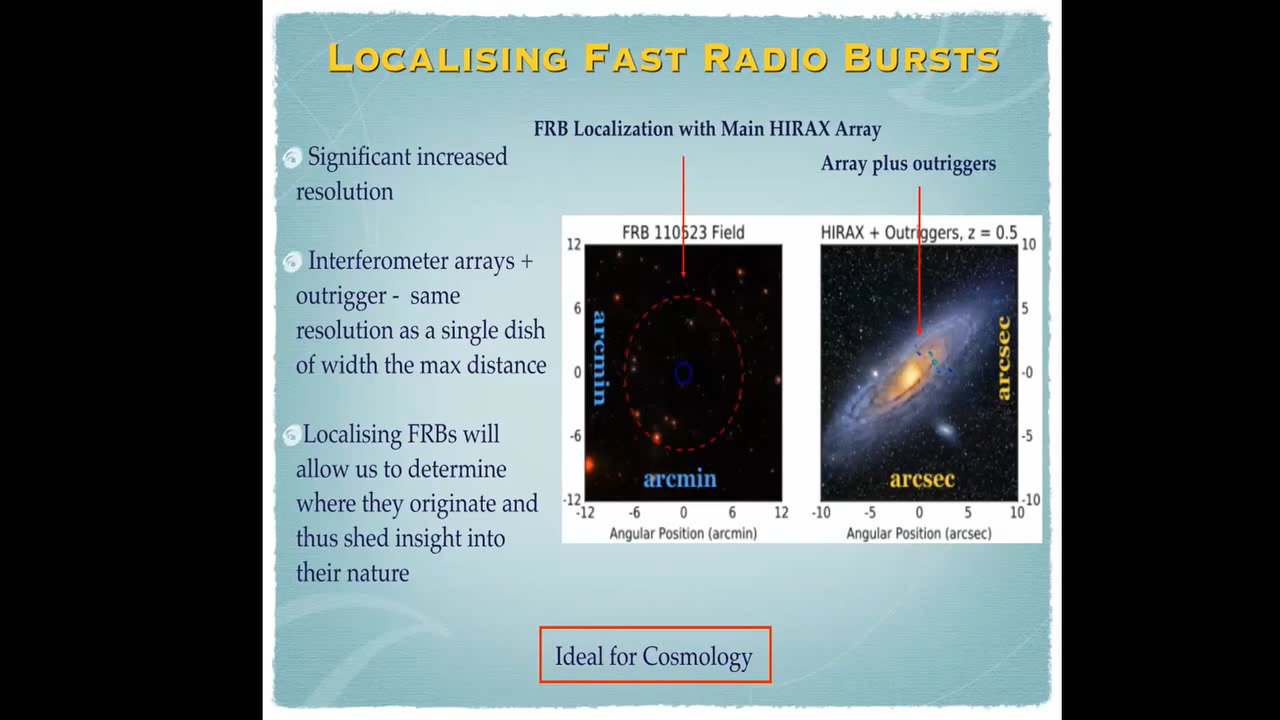 LOCALISING FAST RADIO BURSTS
FRB Localization with Main HIRAX Array
Array plus outriggers
Significant increased
resolution
Interferometer arrays +
outrigger - same
resolution as a single dish
of width the max distance
Localising FRBs will
allow us to determine
where they originate and
thus shed insight into
their nature
FRB 110523 Field
12
6
0
-6
-12
arcmin
arcmin
-12 -6 0 6 12
Angular Position (arcmin)
HIRAX + Outriggers, z = 0.5
10
5
-0
-5
-10
arcsec
arcsec
-10 -5 0 5 10
Angular Position (arcsec)
Ideal for Cosmology